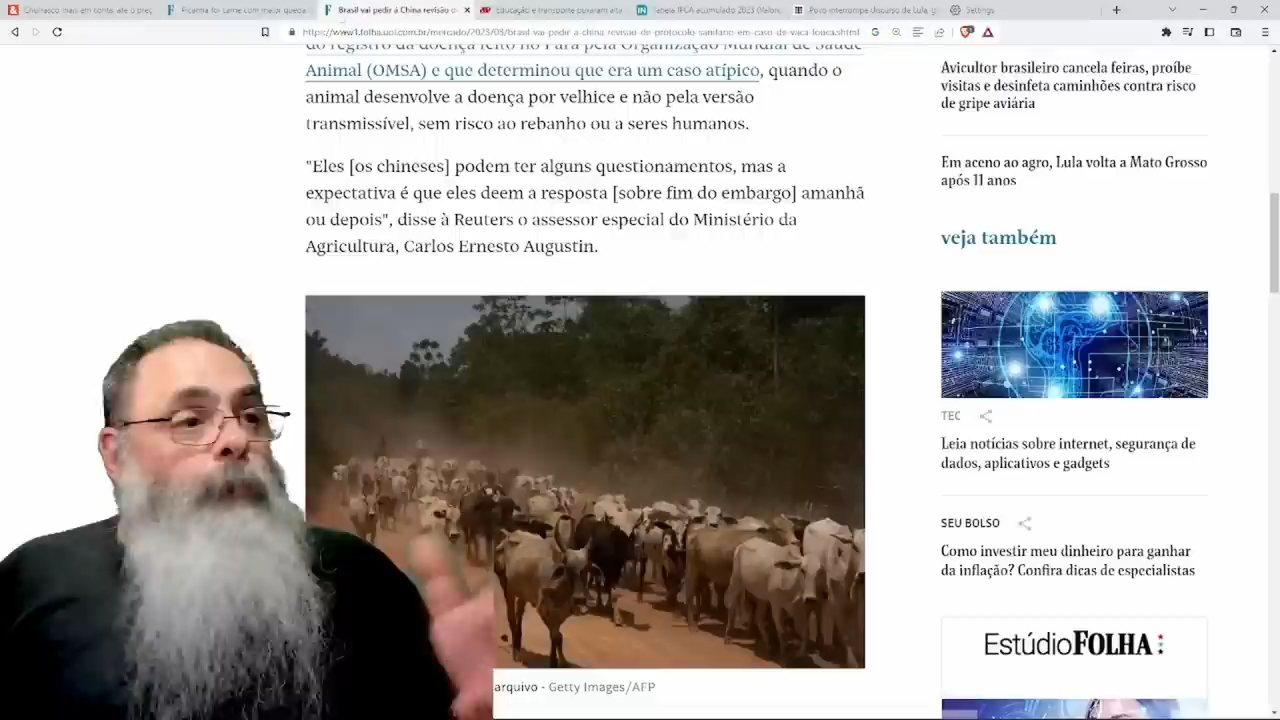 Churrasco mais em conta até o preç
Picanha foi carne com maior queda
Brasil vai pedir à China revisão de
Educação e transporte puxaram alta
Tabela IPCA acumulado 2023 (Valor
Povo interrompe discurso de Lula, g
Settings
https://www1.folha.uol.com.br/mercado/2023/03/brasil-vai-pedir-a-china-revisao-de-protocolo-sanitario-em-caso-de-vaca-louca.shtml
do registro da doença feito no Pará pela Organização Mundial de Saúde
Animal (OMSA) e que determinou que era um caso atípico, quando o
animal desenvolve a doença por velhice e não pela versão
transmissível, sem risco ao rebanho ou a seres humanos.
"Eles [os chineses] podem ter alguns questionamentos, mas a
expectativa é que eles deem a resposta [sobre fim do embargo] amanhã
ou depois", disse à Reuters o assessor especial do Ministério da
Agricultura, Carlos Ernesto Augustin.
arquivo - Getty Images/AFP
Avicultor brasileiro cancela feiras, proíbe
visitas e desinfeta caminhões contra risco
de gripe aviária
Em aceno ao agro, Lula volta a Mato Grosso
após 11 anos
veja também
TEC
Leia notícias sobre internet, segurança de
dados, aplicativos e gadgets
SEU BOLSO
Como investir meu dinheiro para ganhar
da inflação? Confira dicas de especialistas
EstúdioFOLHA